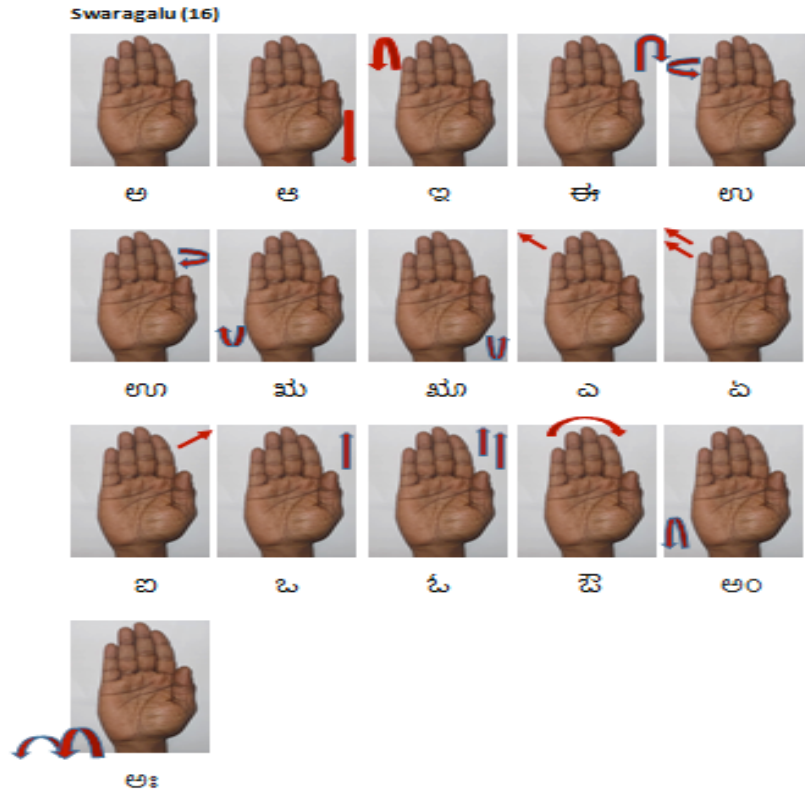 Swaragalu (16)
ಅ ಆ ಇ ಈ ಉ
ಊ ಋ ೠ ಎ ಏ
ಐ ಒ ಓ ಔ ಅಂ
ಅಃ